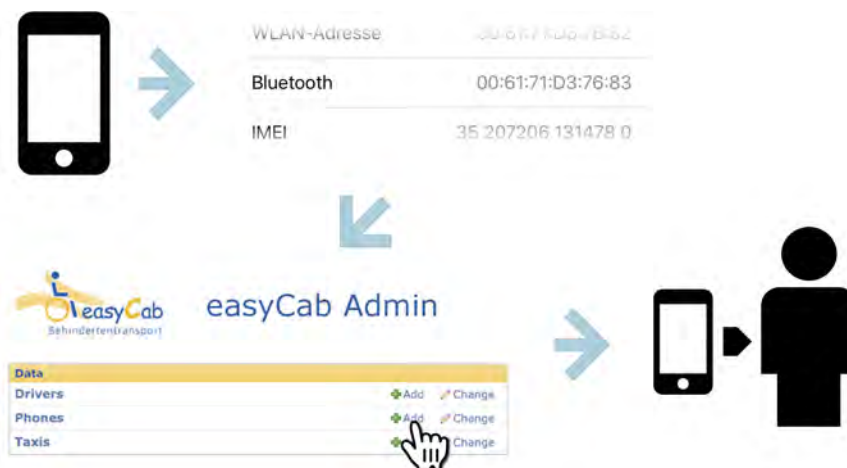 WLAN-Adresse
Bluetooth 00:61:71:D3:76:83
IMEI 35 207206 131478 0
easyCab
Behindertentransport
easyCab Admin
Data
Drivers Add Change
Phones Add Change
Taxis Change